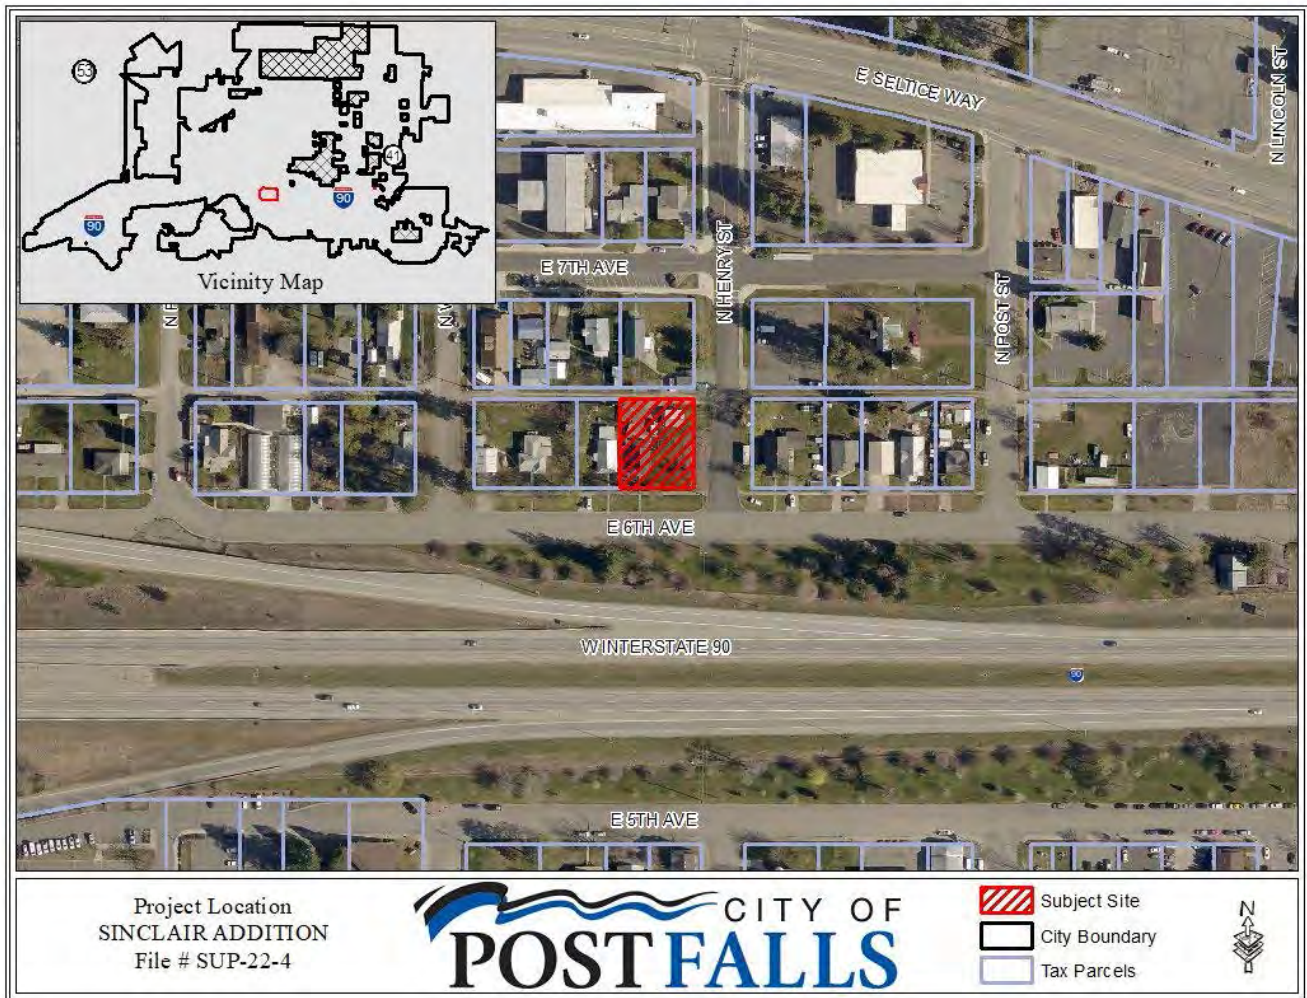 53
41
90
90
Vicinity Map
E SELTICE WAY
N LINCOLN ST
N HENRY ST
E 7TH AVE
N POST ST
E 6TH AVE
W INTERSTATE 90
90
E 5TH AVE
Project Location
SINCLAIR ADDITION
File # SUP-22-4
CITY OF
POST FALLS
Subject Site
City Boundary
Tax Parcels
N